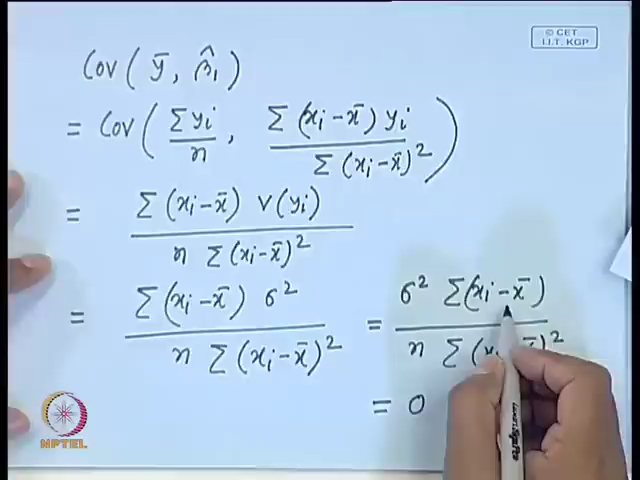 © CET
I.I.T. KGP
Cov( ȳ, β̂₁ )
= Cov( Σ yᵢ / n , Σ (xᵢ - x̄) yᵢ / Σ (xᵢ - x̄)² )
= Σ (xᵢ - x̄) V(yᵢ) / n Σ (xᵢ - x̄)²
= Σ (xᵢ - x̄) σ² / n Σ (xᵢ - x̄)² = σ² Σ(xᵢ - x̄) / n Σ (xᵢ x̄)²
= 0
NPTEL